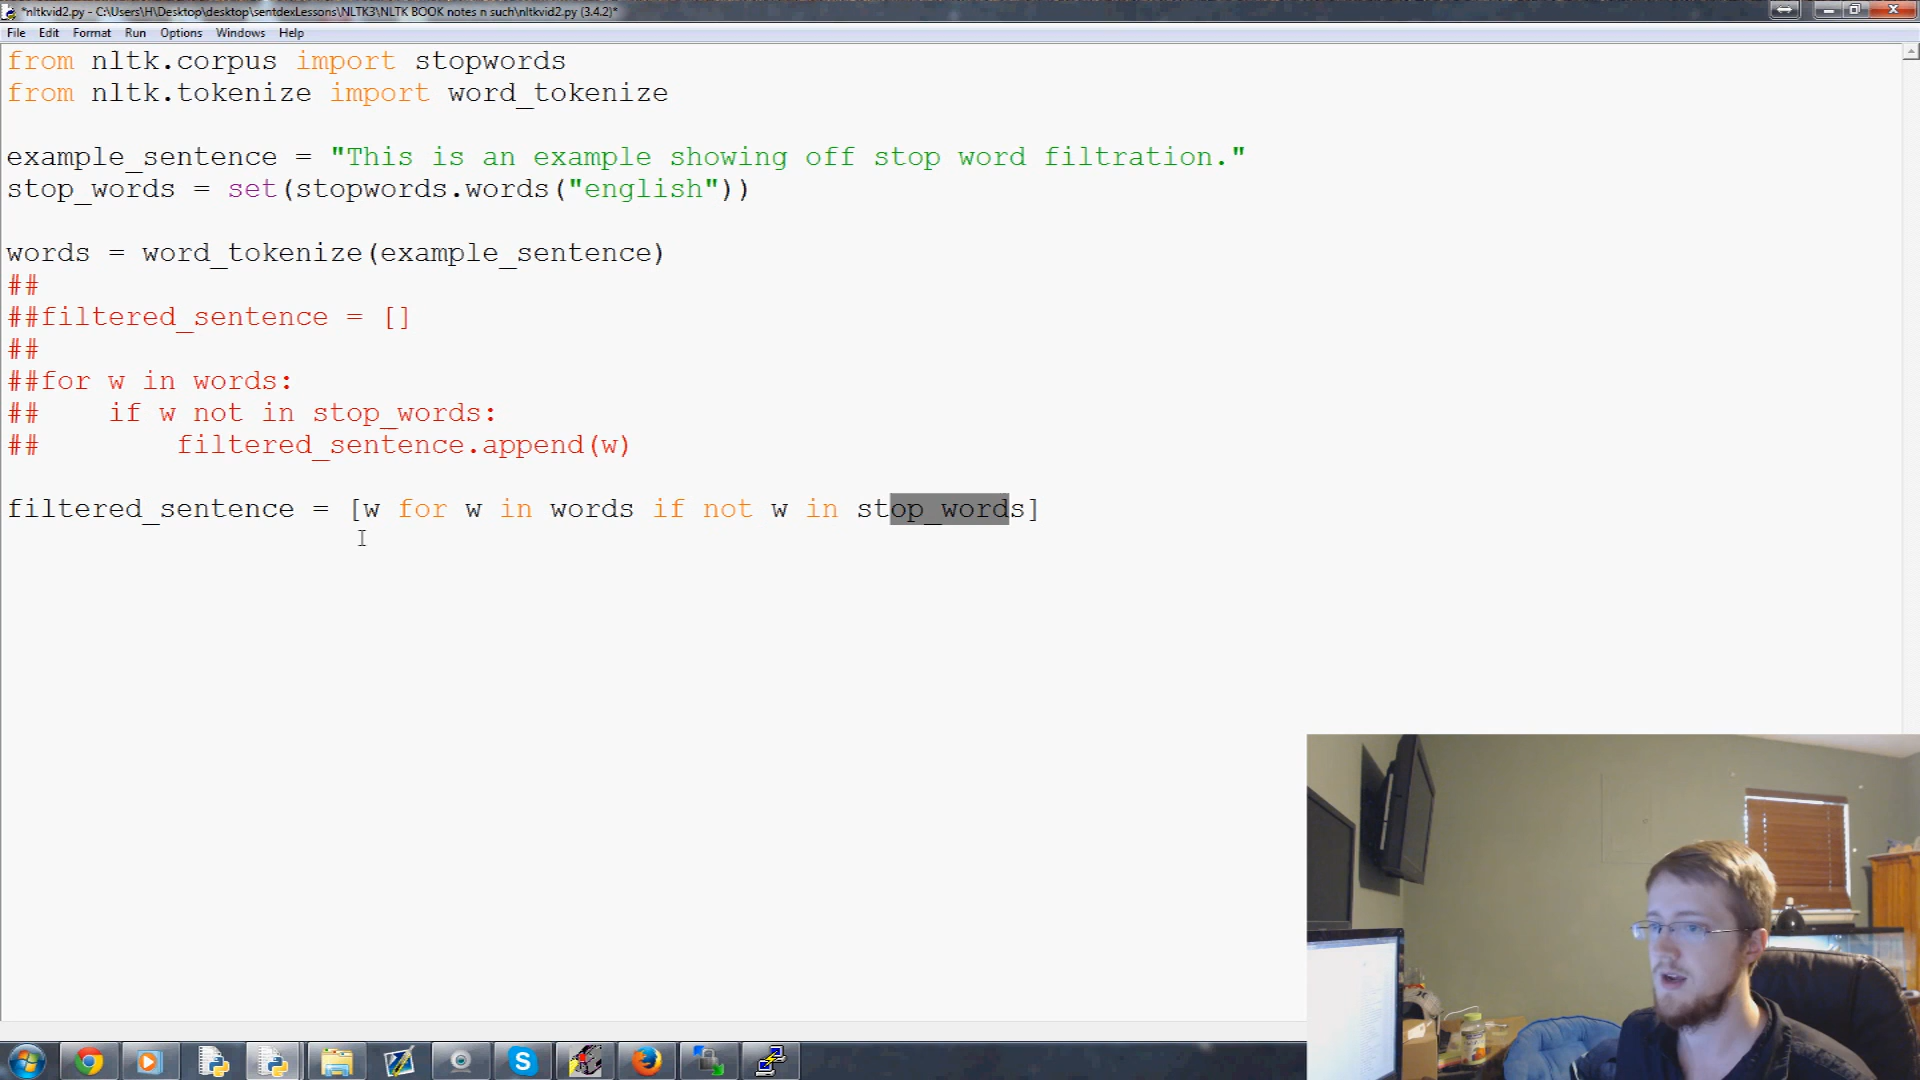 *nltkvid2.py - C:\Users\H\Desktop\desktop\sentdexLessons\NLTK3\NLTK BOOK notes n such\nltkvid2.py (3.4.2)*
File Edit Format Run Options Windows Help
from nltk.corpus import stopwords
from nltk.tokenize import word_tokenize
example_sentence = "This is an example showing off stop word filtration."
stop_words = set(stopwords.words("english"))
words = word_tokenize(example_sentence)
##
##filtered_sentence = []
##
##for w in words:
##    if w not in stop_words:
##        filtered_sentence.append(w)
filtered_sentence = [w for w in words if not w in stop_words]